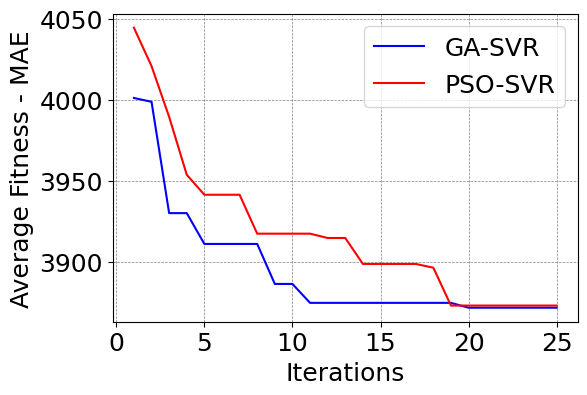 GA-SVR
PSO-SVR
4050
4000
3950
3900
Average Fitness - MAE
0 5 10 15 20 25
Iterations